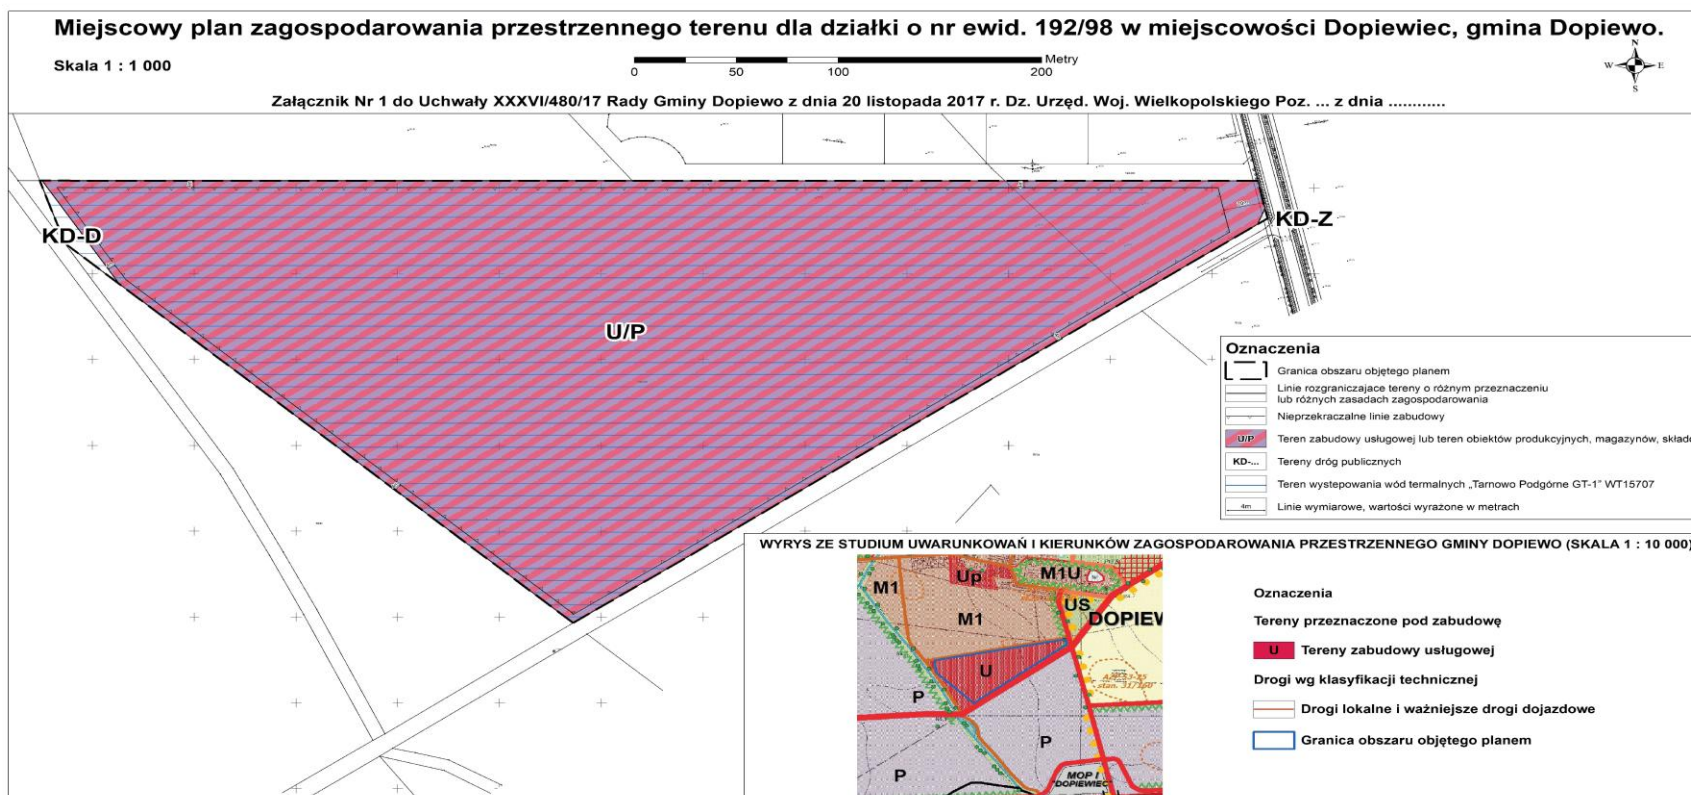 Miejscowy plan zagospodarowania przestrzennego terenu dla działki o nr ewid. 192/98 w miejscowości Dopiewiec, gmina Dopiewo.
Skala 1 : 1 000
Metry
0 50 100 200
N
W E
S
Załącznik Nr 1 do Uchwały XXXVI/480/17 Rady Gminy Dopiewo z dnia 20 listopada 2017 r. Dz. Urzęd. Woj. Wielkopolskiego Poz. ... z dnia ............
KD-Z
KD-D
U/P
Oznaczenia
Granica obszaru objętego planem
Linie rozgraniczajace tereny o różnym przeznaczeniu
lub różnych zasadach zagospodarowania
Nieprzekraczalne linie zabudowy
U/P Teren zabudowy usługowej lub teren obiektów produkcyjnych, magazynów, skład
KD-... Tereny dróg publicznych
Teren wystepowania wód termalnych „Tarnowo Podgórne GT-1" WT15707
4m Linie wymiarowe, wartości wyrażone w metrach
WYRYS ZE STUDIUM UWARUNKOWAŃ I KIERUNKÓW ZAGOSPODAROWANIA PRZESTRZENNEGO GMINY DOPIEWO (SKALA 1 : 10 000)
Up
M1U
M1
US
M1
DOPIEW
U
P
P
P
MOP I
"DOPIEWIEC"
Oznaczenia
Tereny przeznaczone pod zabudowę
U Tereny zabudowy usługowej
Drogi wg klasyfikacji technicznej
Drogi lokalne i ważniejsze drogi dojazdowe
Granica obszaru objętego planem